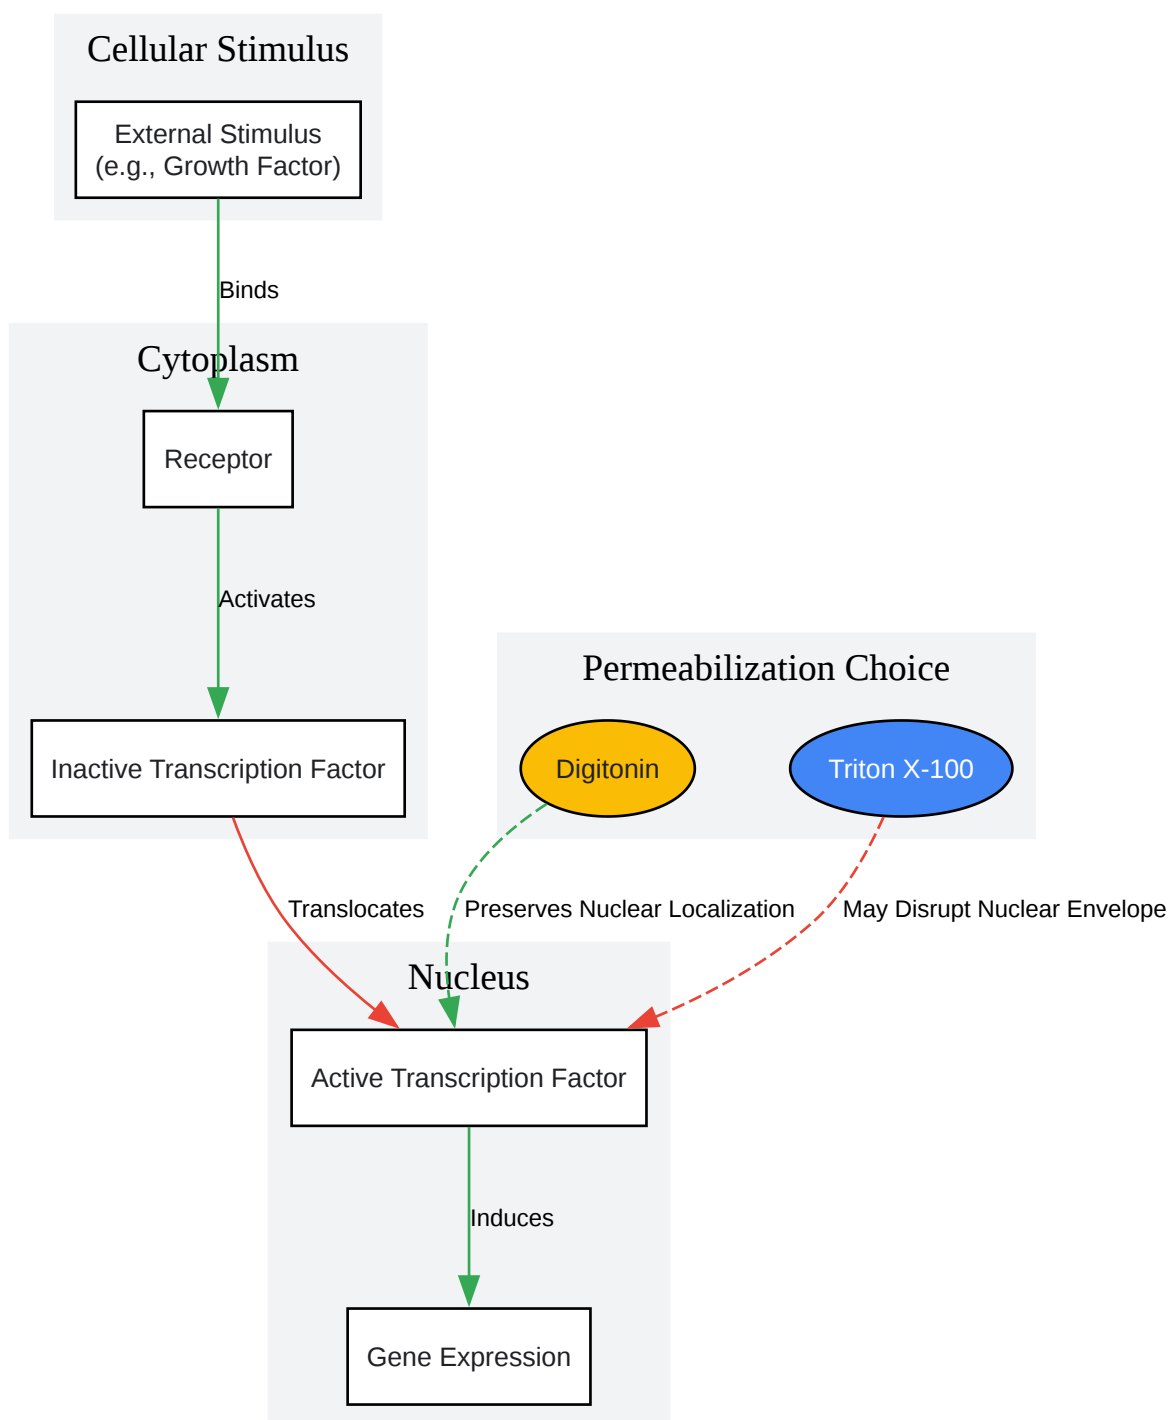 Cellular Stimulus
External Stimulus
(e.g., Growth Factor)
Binds
Cytoplasm
Receptor
Activates
Inactive Transcription Factor
Permeabilization Choice
Digitonin
Triton X-100
Translocates
Preserves Nuclear Localization
May Disrupt Nuclear Envelope
Nucleus
Active Transcription Factor
Induces
Gene Expression